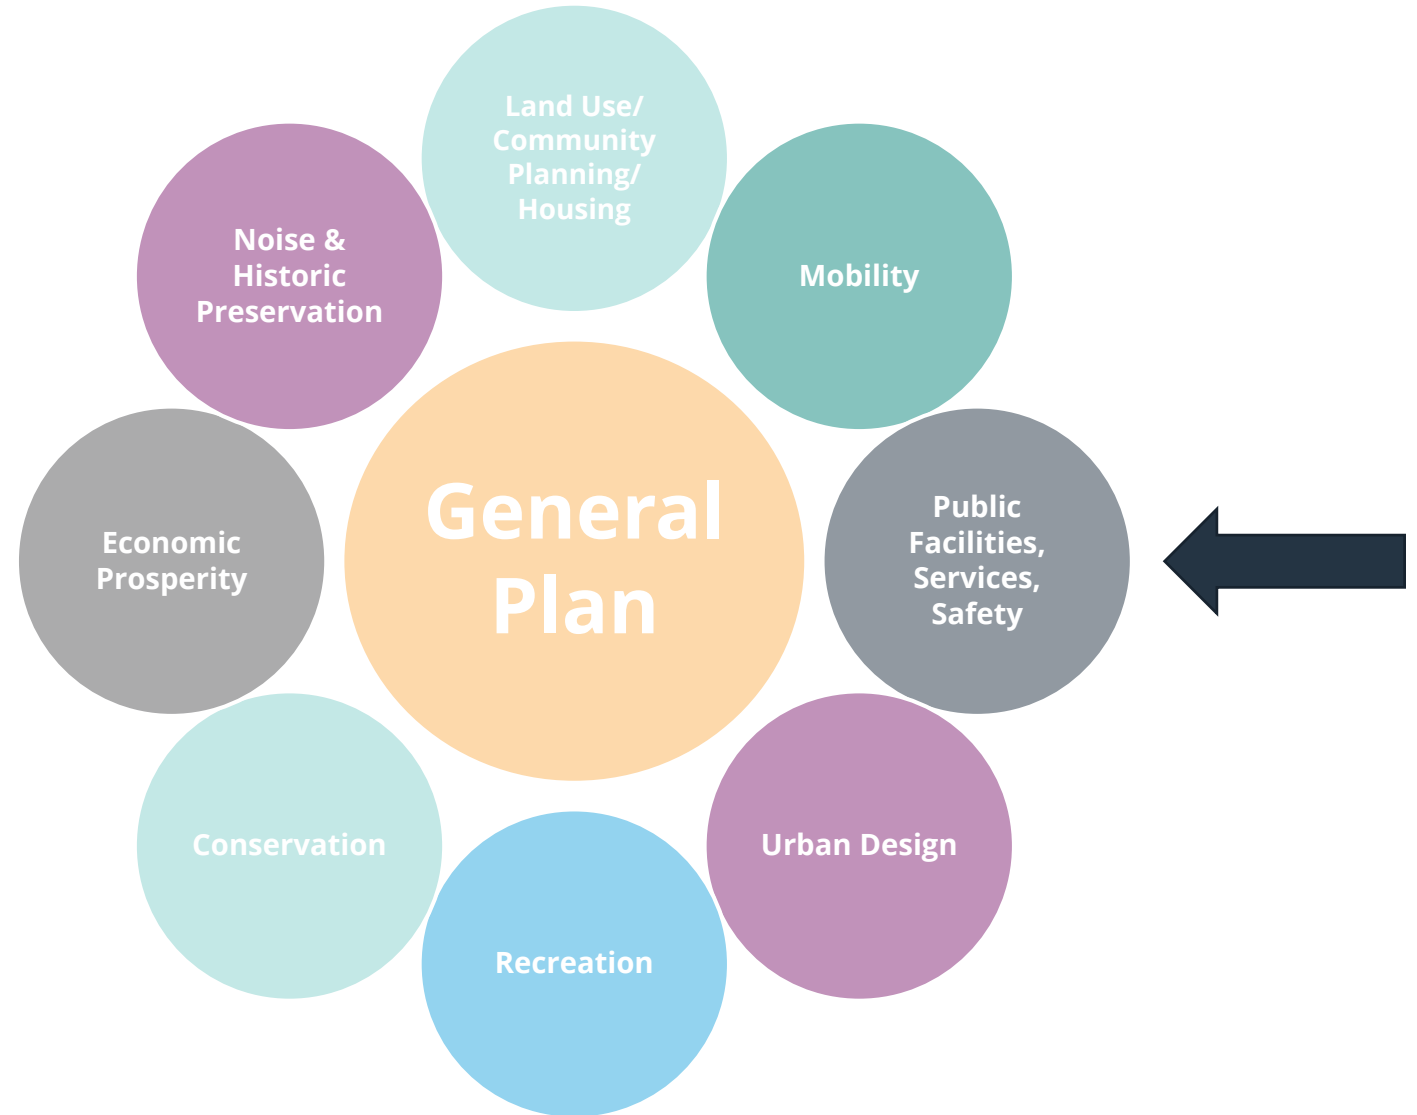 Land Use/
Community
Planning/
Housing
Noise &
Historic
Preservation
Mobility
General
Plan
Public
Facilities,
Services,
Safety
Economic
Prosperity
Conservation
Urban Design
Recreation